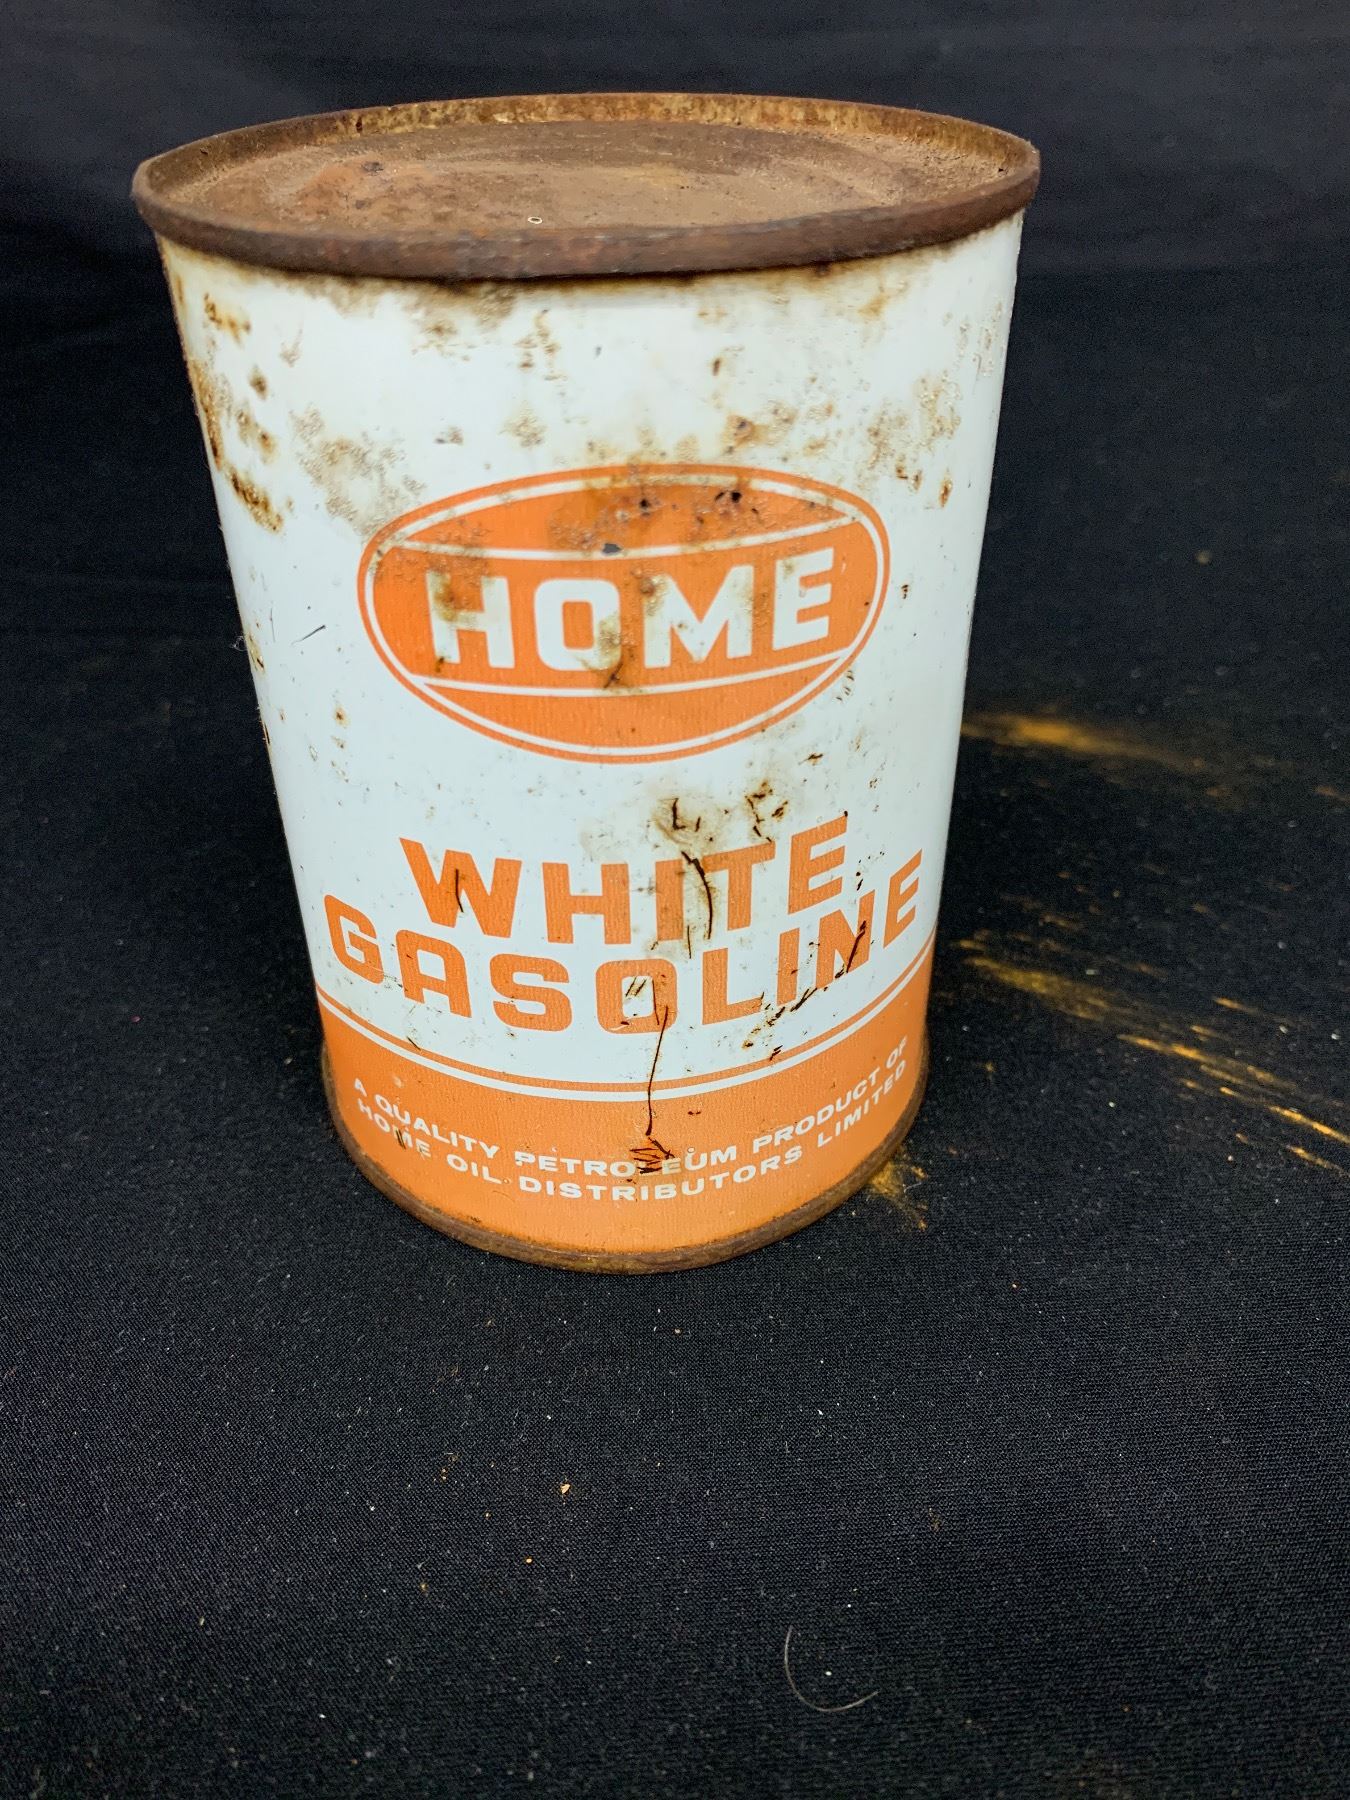 HOME
WHITE
GASOLINE
A QUALITY PETROLEUM PRODUCT OF
HOME OIL DISTRIBUTORS LIMITED